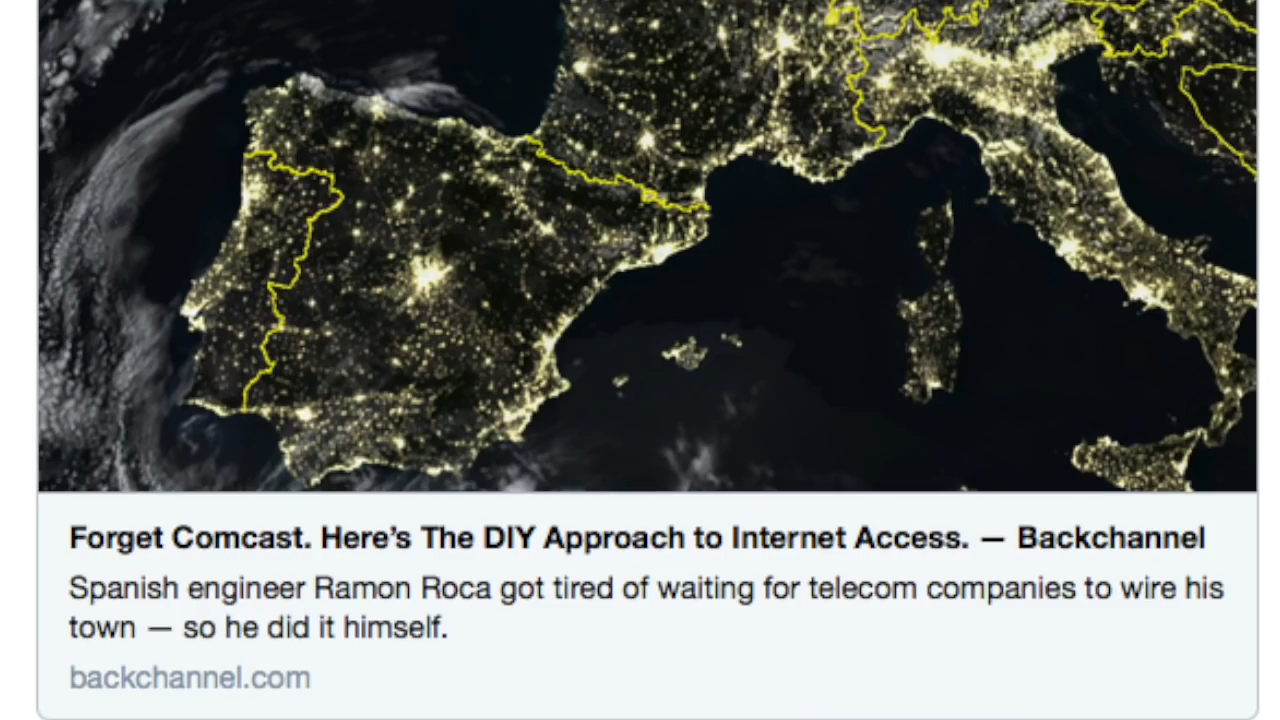 Forget Comcast. Here’s The DIY Approach to Internet Access. — Backchannel
Spanish engineer Ramon Roca got tired of waiting for telecom companies to wire his
town — so he did it himself.
backchannel.com